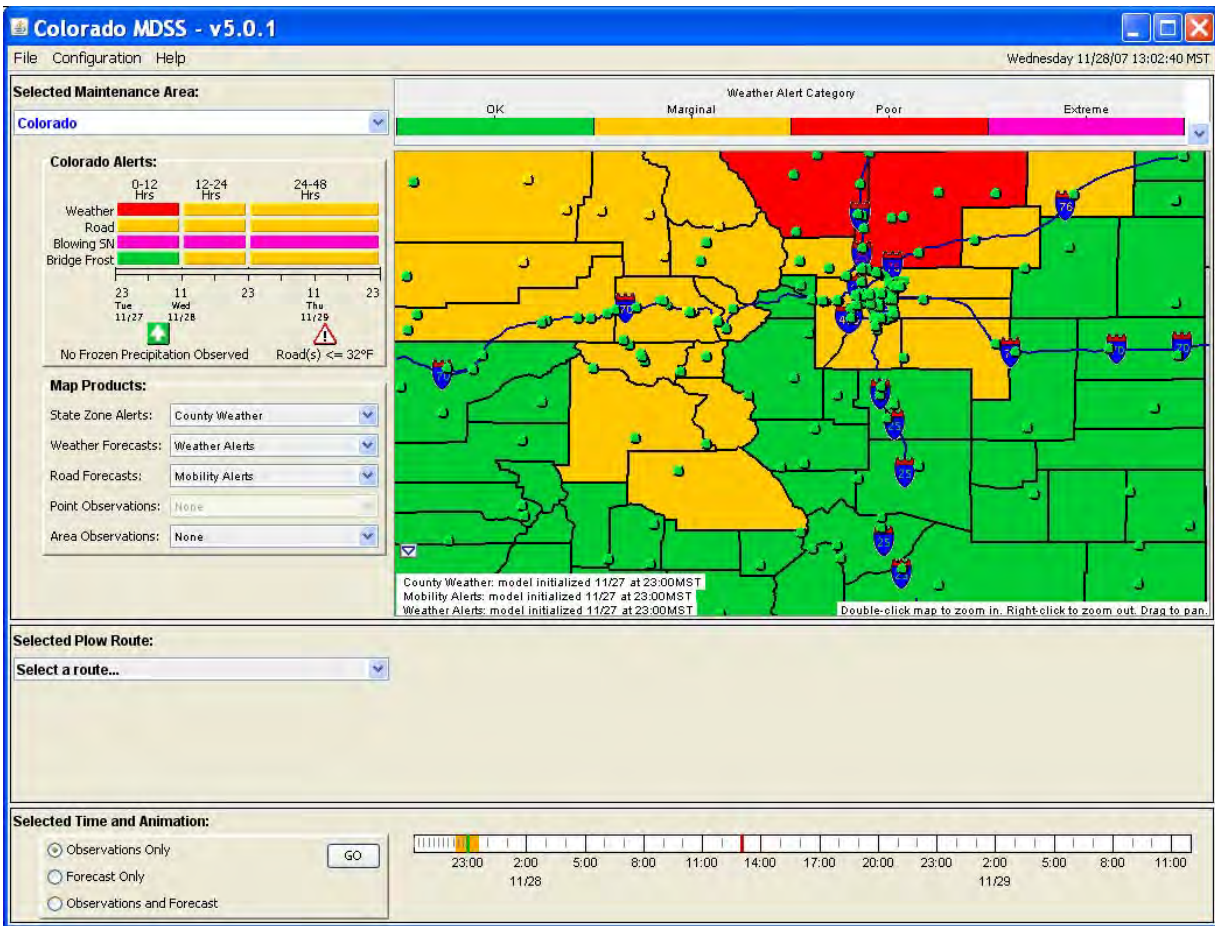 Colorado MDSS - v5.0.1
File Configuration Help
Wednesday 11/28/07 13:02:40 MST
Selected Maintenance Area:
Colorado
Weather Alert Category
OK Marginal Poor Extreme
Colorado Alerts:
0-12 Hrs 12-24 Hrs 24-48 Hrs
Weather
Road
Blowing SN
Bridge Frost
23 11 23 11 23
Tue Wed Thu
11/27 11/28 11/29
No Frozen Precipitation Observed Road(s) <= 32°F
Map Products:
State Zone Alerts: County Weather
Weather Forecasts: Weather Alerts
Road Forecasts: Mobility Alerts
Point Observations: None
Area Observations: None
76
70
70
70
25
25
25
County Weather: model initialized 11/27 at 23:00MST
Mobility Alerts: model initialized 11/27 at 23:00MST
Weather Alerts: model initialized 11/27 at 23:00MST
Double-click map to zoom in. Right-click to zoom out. Drag to pan.
Selected Plow Route:
Select a route...
Selected Time and Animation:
Observations Only
GO
Forecast Only
Observations and Forecast
23:00 2:00 5:00 8:00 11:00 14:00 17:00 20:00 23:00 2:00 5:00 8:00 11:00
11/28 11/29